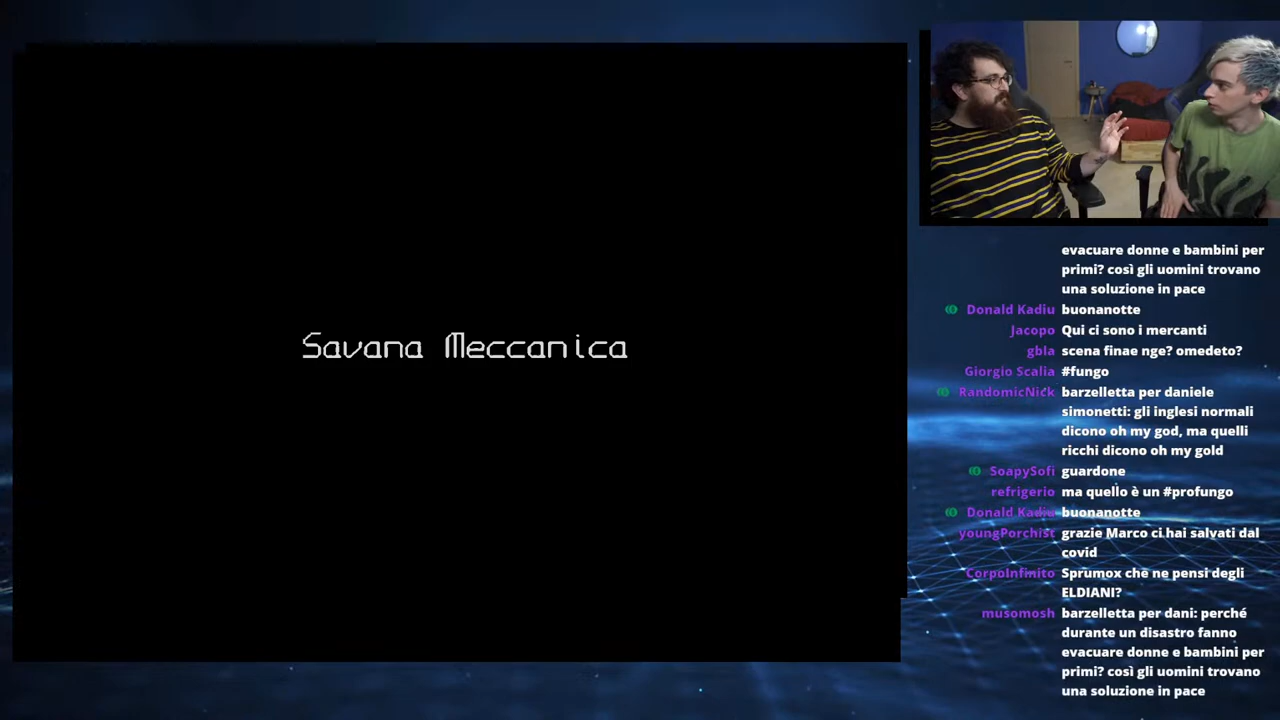 Savana Meccanica
evacuare donne e bambini per
primi? così gli uomini trovano
una soluzione in pace
Donald Kadiu buonanotte
Jacopo Qui ci sono i mercanti
gbla scena finae nge? omedeto?
Giorgio Scalia #fungo
RandomicNick barzelletta per daniele
simonetti: gli inglesi normali
dicono oh my god, ma quelli
ricchi dicono oh my gold
SoapySofi guardone
refrigerio ma quello è un #profungo
Donald Kadiu buonanotte
youngPorchist grazie Marco ci hai salvati dal
covid
CorpoInfinito Sprumox che ne pensi degli
ELDIANI?
musomosh barzelletta per dani: perché
durante un disastro fanno
evacuare donne e bambini per
primi? così gli uomini trovano
una soluzione in pace